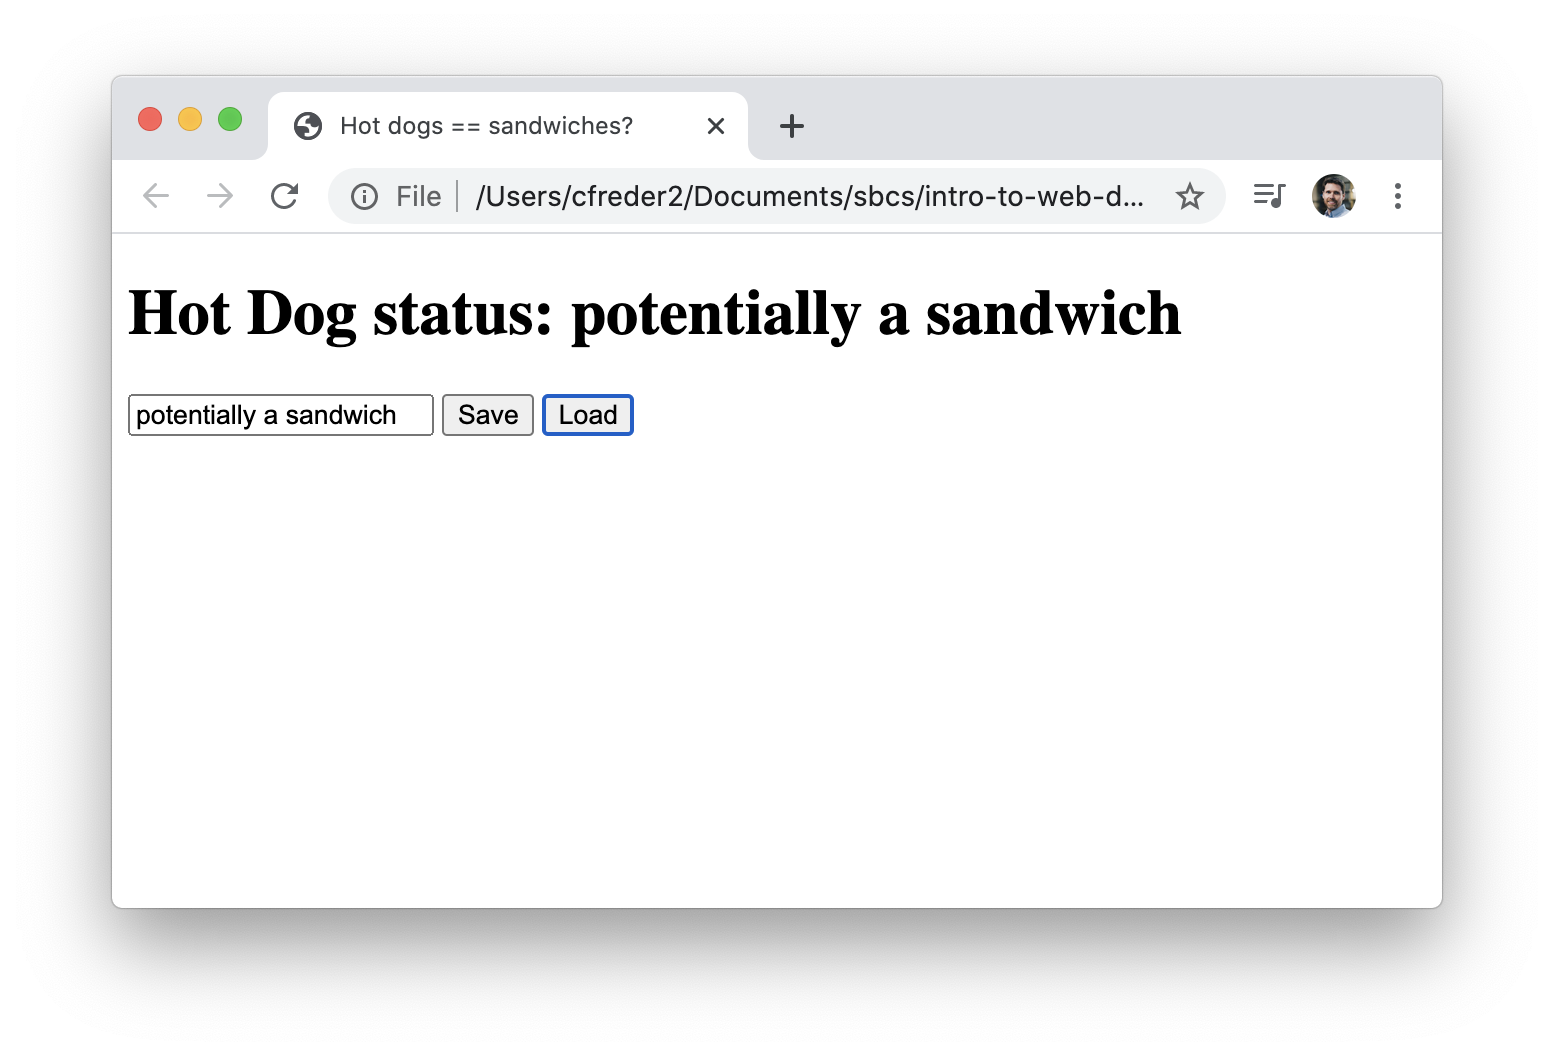 Hot dogs == sandwiches?
File /Users/cfreder2/Documents/sbcs/intro-to-web-d...
Hot Dog status: potentially a sandwich
potentially a sandwich Save Load